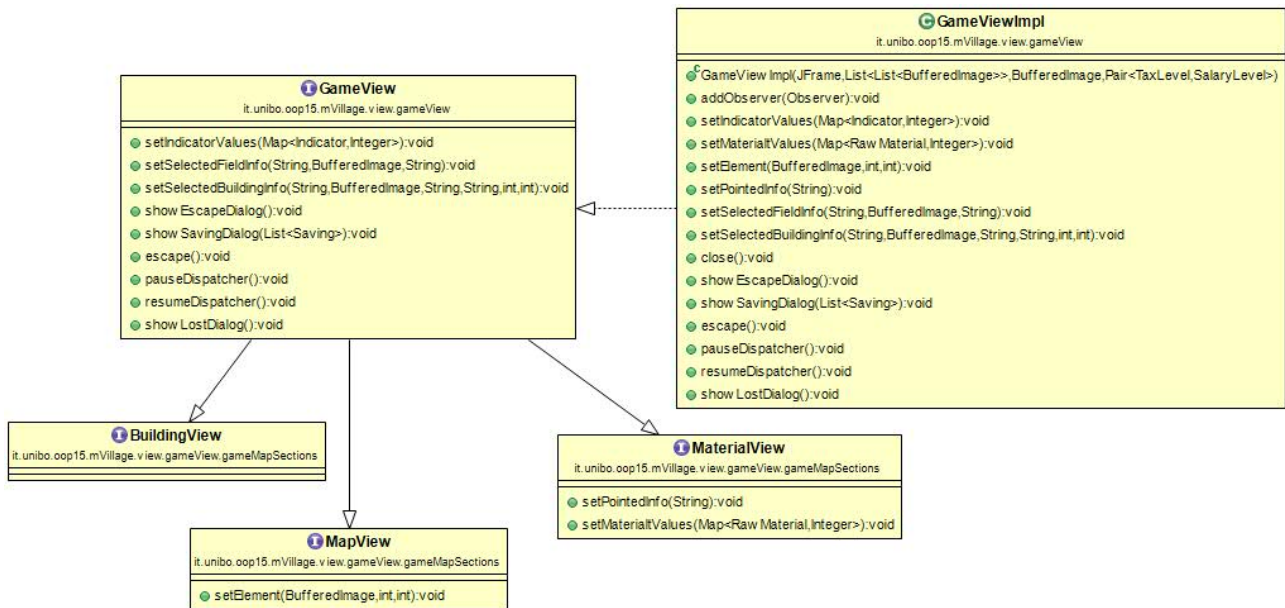 GameView
it.unibo.oop15.mVillage.view.gameView
setIndicatorValues(Map<Indicator,Integer>):void
setSelectedFieldInfo(String,BufferedImage,String):void
setSelectedBuildingInfo(String,BufferedImage,String,String,int,int):void
show EscapeDialog():void
show SavingDialog(List<Saving>):void
escape():void
pauseDispatcher():void
resumeDispatcher():void
show LostDialog():void
GameViewImpl
it.unibo.oop15.mVillage.view.gameView
GameView Impl(JFrame,List<List<BufferedImage>>,BufferedImage,Pair<TaxLevel,SalaryLevel>)
addObserver(Observer):void
setIndicatorValues(Map<Indicator,Integer>):void
setMaterialtValues(Map<Raw Material,Integer>):void
setElement(BufferedImage,int,int):void
setPointedInfo(String):void
setSelectedFieldInfo(String,BufferedImage,String):void
setSelectedBuildingInfo(String,BufferedImage,String,String,int,int):void
close():void
show EscapeDialog():void
show SavingDialog(List<Saving>):void
escape():void
pauseDispatcher():void
resumeDispatcher():void
show LostDialog():void
BuildingView
it.unibo.oop15.mVillage.view.gameView.gameMapSections
MaterialView
it.unibo.oop15.mVillage.view.gameView.gameMapSections
setPointedInfo(String):void
setMaterialtValues(Map<Raw Material,Integer>):void
MapView
it.unibo.oop15.mVillage.view.gameView.gameMapSections
setElement(BufferedImage,int,int):void